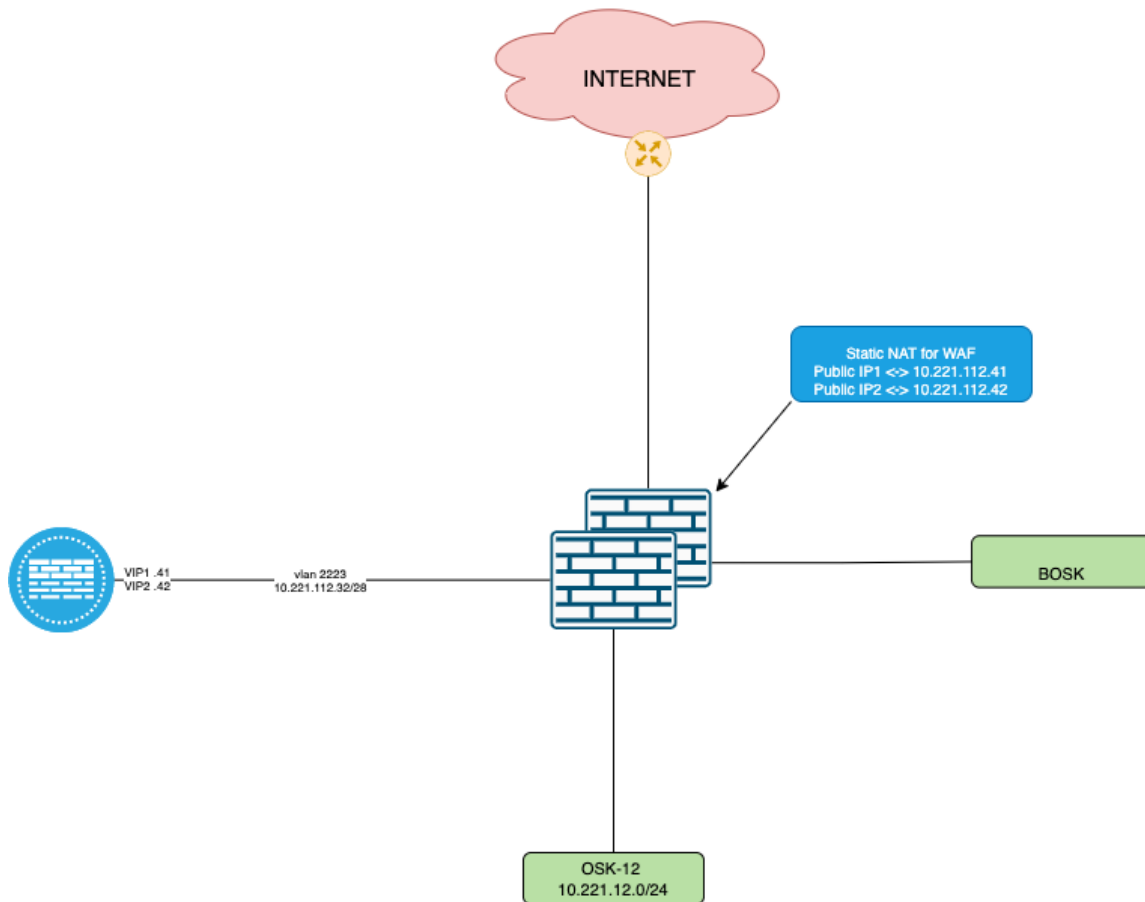 INTERNET
Static NAT for WAF
Public IP1 <-> 10.221.112.41
Public IP2 <-> 10.221.112.42
VIP1 .41
VIP2 .42
vlan 2223
10.221.112.32/28
BOSK
OSK-12
10.221.12.0/24